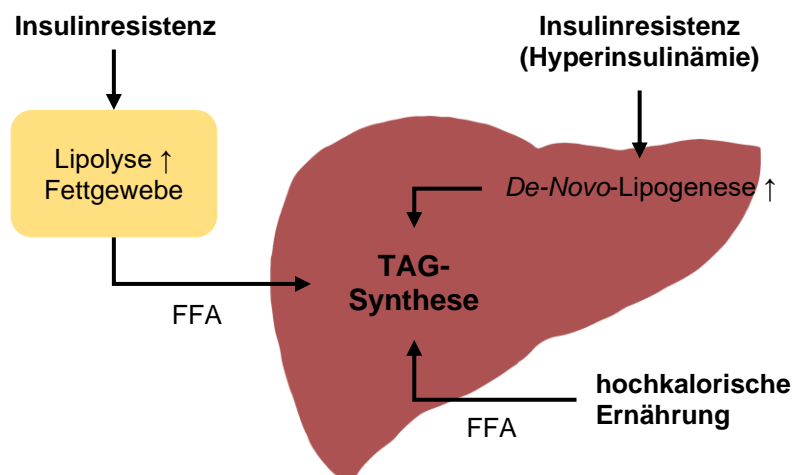 Insulinresistenz
Insulinresistenz
(Hyperinsulinämie)
Lipolyse ↑
Fettgewebe
De-Novo-Lipogenese ↑
TAG-
Synthese
FFA
hochkalorische
Ernährung
FFA